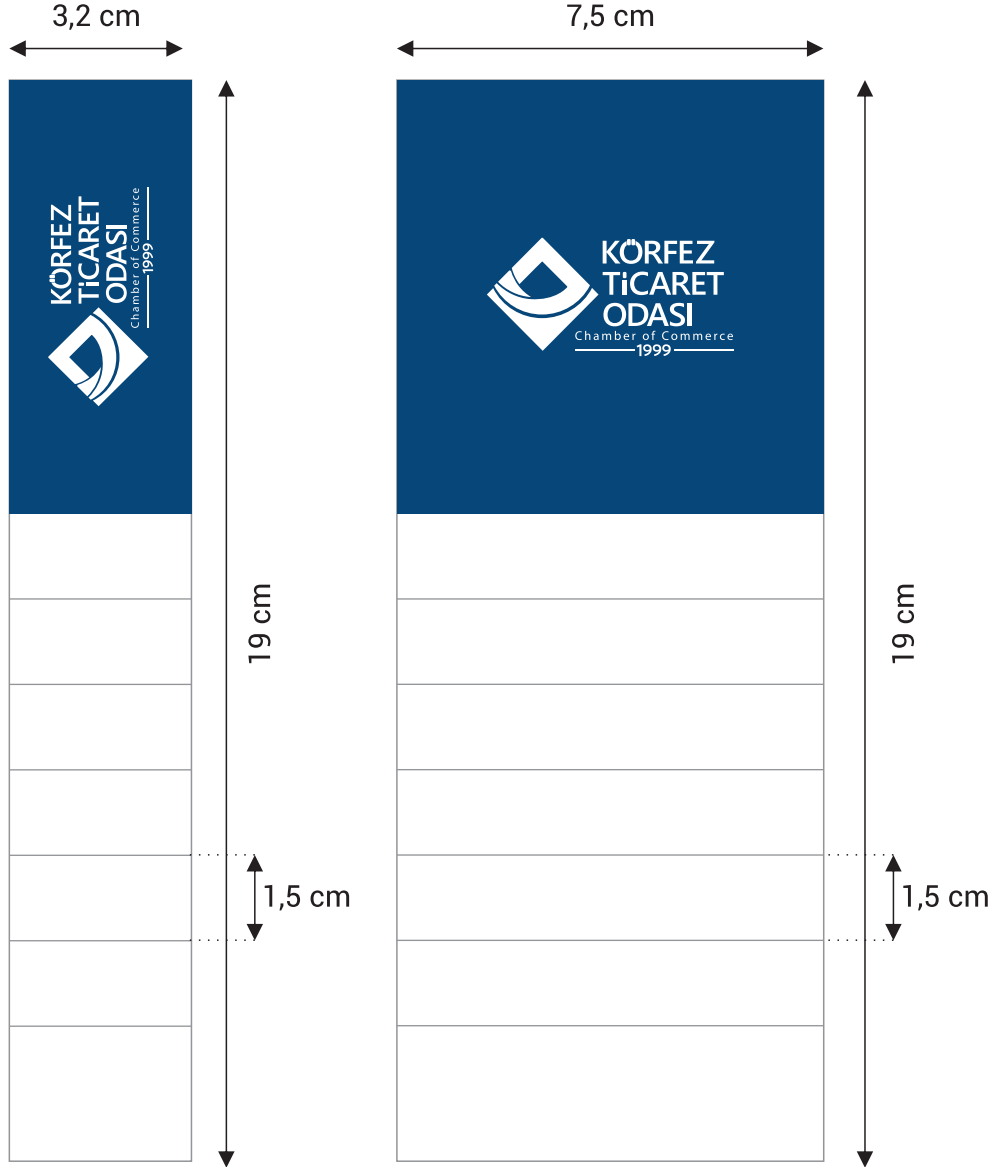 3,2 cm
7,5 cm
KÖRFEZ
TiCARET
ODASI
Chamber of Commerce
1999
KÖRFEZ
TiCARET
ODASI
Chamber of Commerce
1999
19 cm
19 cm
1,5 cm
1,5 cm